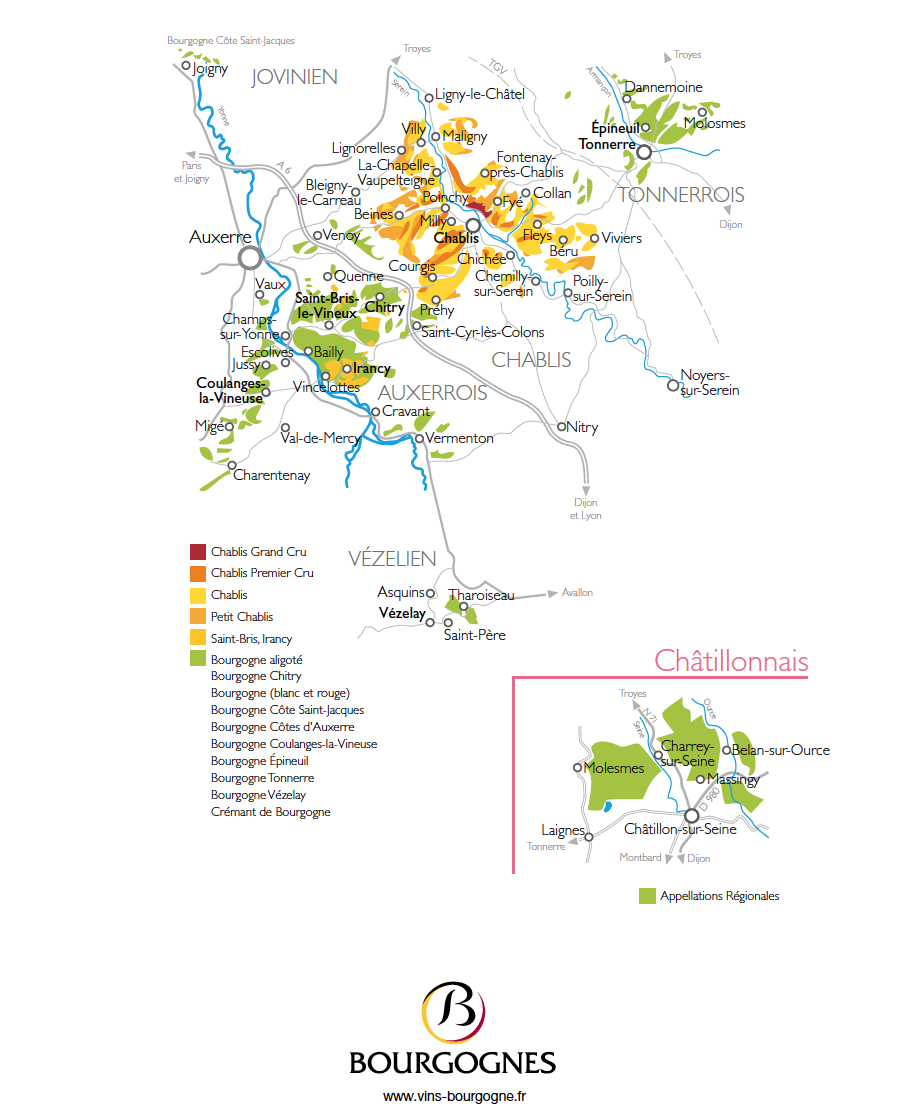 Bourgogne Côte Saint-Jacques
Joigny
JOVINIEN
Troyes
TGV
Troyes
Serein
Armançon
Yonne
Ligny-le-Châtel
Dannemoine
Molosmes
Épineuil
Tonnerre
Villy
Maligny
Lignorelles
Paris
et Joigny
A 6
La-Chapelle-
Vaupelteigne
Fontenay-
près-Chablis
Bleigny-
le-Carreau
Poinchy
Fyé
Collan
TONNERROIS
Dijon
Beines
Milly
Chablis
Auxerre
Venoy
Fleys
Béru
Viviers
Courgis
Chichée
Vaux
Quenne
Chemilly-
sur-Serein
Poilly-
sur-Serein
Saint-Bris-
le-Vineux
Chitry
Préhy
Champs-
sur-Yonne
Saint-Cyr-lès-Colons
Escolives
Bailly
CHABLIS
Jussy
Irancy
Vincelottes
Coulanges-
la-Vineuse
AUXERROIS
Noyers-
sur-Serein
Cravant
Migé
Val-de-Mercy
Vermenton
Nitry
Charentenay
Dijon
et Lyon
VÉZELIEN
Asquins
Tharoiseau
Avallon
Vézelay
Saint-Père
Chablis Grand Cru
Chablis Premier Cru
Chablis
Petit Chablis
Saint-Bris, Irancy
Bourgogne aligoté
Bourgogne Chitry
Bourgogne (blanc et rouge)
Bourgogne Côte Saint-Jacques
Bourgogne Côtes d'Auxerre
Bourgogne Coulanges-la-Vineuse
Bourgogne Épineuil
Bourgogne Tonnerre
Bourgogne Vézelay
Crémant de Bourgogne
Châtillonnais
Troyes
N 71
Seine
Ource
Charrey-
sur-Seine
Belan-sur-Ource
Molesmes
Massingy
D 980
Laignes
Châtillon-sur-Seine
Tonnerre
Montbard
Dijon
Appellations Régionales
B
BOURGOGNES
www.vins-bourgogne.fr